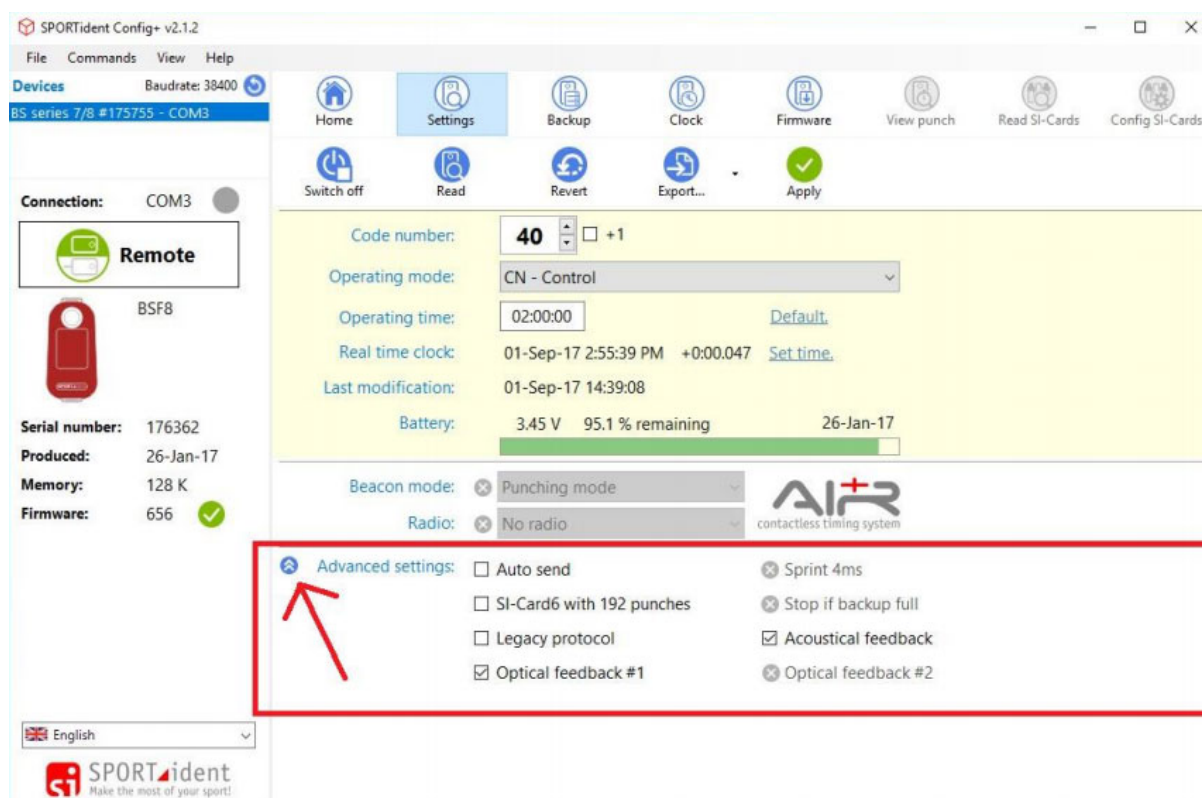 SPORTident Config+ v2.1.2
File Commands View Help
Devices Baudrate: 38400
BS series 7/8 #175755 - COM3
Home Settings Backup Clock Firmware View punch Read SI-Cards Config SI-Cards
Switch off Read Revert Export... Apply
Connection: COM3
Remote
BSF8
Serial number: 176362
Produced: 26-Jan-17
Memory: 128 K
Firmware: 656
Code number: 40 +1
Operating mode: CN - Control
Operating time: 02:00:00 Default.
Real time clock: 01-Sep-17 2:55:39 PM +0:00.047 Set time.
Last modification: 01-Sep-17 14:39:08
Battery: 3.45 V 95.1 % remaining 26-Jan-17
Beacon mode: Punching mode
Radio: No radio
AIR+
contactless timing system
Advanced settings: Auto send Sprint 4ms
SI-Card6 with 192 punches Stop if backup full
Legacy protocol Acoustical feedback
Optical feedback #1 Optical feedback #2
English
si SPORTident
Make the most of your sport!